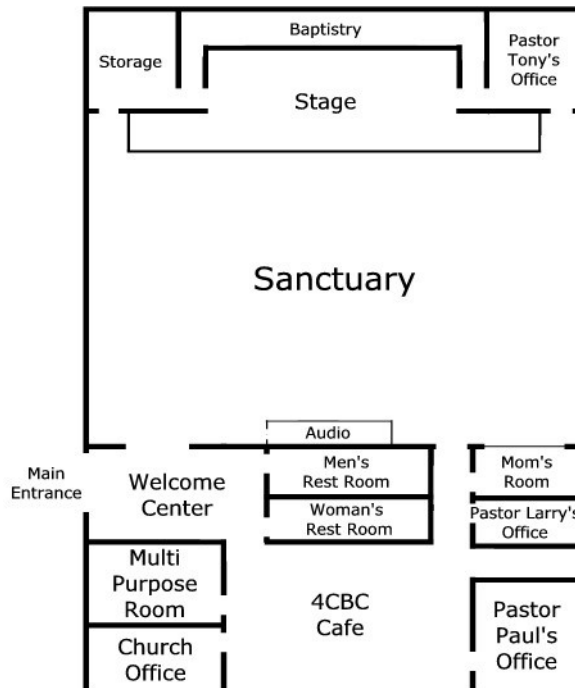 Baptistry
Storage
Pastor
Tony's
Office
Stage
Sanctuary
Audio
Main
Entrance
Welcome
Center
Men's
Rest Room
Mom's
Room
Woman's
Rest Room
Pastor Larry's
Office
Multi
Purpose
Room
4CBC
Cafe
Pastor
Paul's
Office
Church
Office